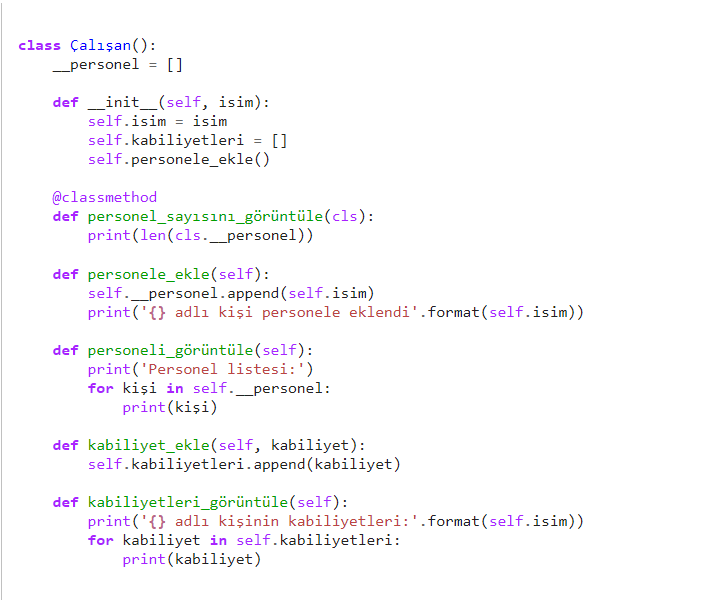 class Çalışan():
    __personel = []

    def __init__(self, isim):
        self.isim = isim
        self.kabiliyetleri = []
        self.personele_ekle()

    @classmethod
    def personel_sayısını_görüntüle(cls):
        print(len(cls.__personel))

    def personele_ekle(self):
        self.__personel.append(self.isim)
        print('{} adlı kişi personele eklendi'.format(self.isim))

    def personeli_görüntüle(self):
        print('Personel listesi:')
        for kişi in self.__personel:
            print(kişi)

    def kabiliyet_ekle(self, kabiliyet):
        self.kabiliyetleri.append(kabiliyet)

    def kabiliyetleri_görüntüle(self):
        print('{} adlı kişinin kabiliyetleri:'.format(self.isim))
        for kabiliyet in self.kabiliyetleri:
            print(kabiliyet)